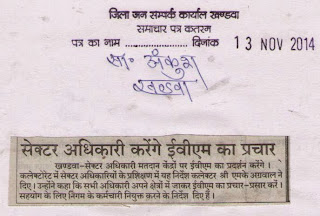 जिला जन सम्पर्क कार्याल खण्डवा
समाचार पत्र कतरन
पत्र का नाम .................... दिनांक 13 NOV 2014
सा. अंकुश
खण्डवा
सेक्टर अधिकारी करेंगे ईवीएम का प्रचार
खण्डवा-सेक्टर अधिकारी मतदान केंद्रों पर ईवीएम का प्रदर्शन करेंगे ।
कलेक्टोरेट में सेक्टर अधिकारियों के प्रशिक्षण में यह निर्देश कलेक्टर श्री एमके अग्रवाल ने
दिए। उन्होंने कहा कि सभी अधिकारी अपने क्षेत्रों में जाकर ईवीएम का प्रचार-प्रसार करें ।
सहयोग के लिए निगम के कर्मचारी नियुक्त करने के निर्देश दिए हैं ।